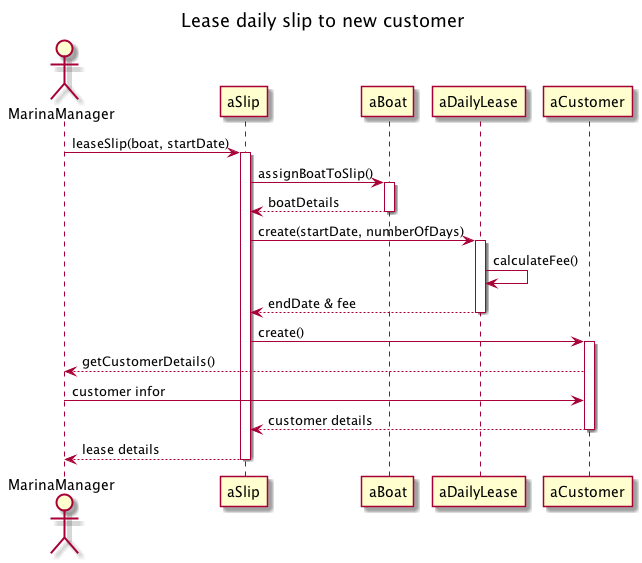 Lease daily slip to new customer
MarinaManager
aSlip
aBoat
aDailyLease
aCustomer
leaseSlip(boat, startDate)
assignBoatToSlip()
boatDetails
create(startDate, numberOfDays)
calculateFee()
endDate & fee
create()
getCustomerDetails()
customer infor
customer details
lease details
MarinaManager
aSlip
aBoat
aDailyLease
aCustomer